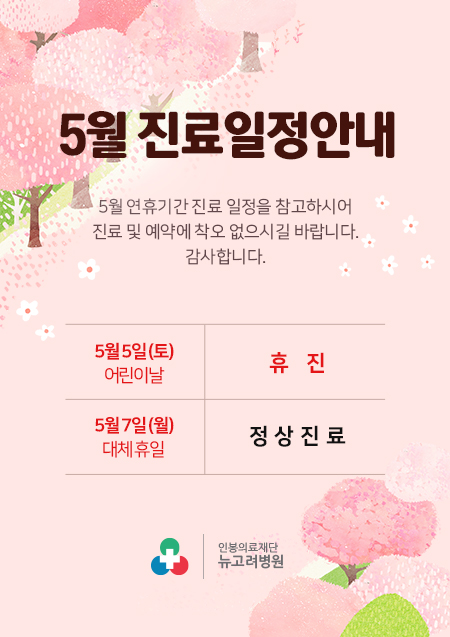 5월 진료일정안내
5월 연휴기간 진료 일정을 참고하시어
진료 및 예약에 착오 없으시길 바랍니다.
감사합니다.
5월 5일 (토)
어린이날
휴 진
5월 7일 (월)
대체 휴일
정 상 진 료
인봉의료재단
뉴고려병원